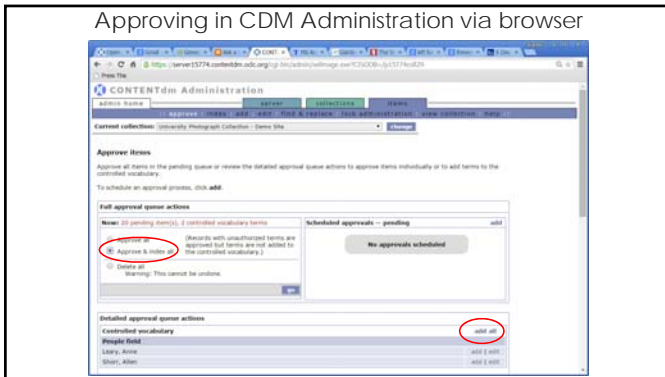 Approving in CDM Administration via browser
Press This
CONTENTdm Administration
admin home server collections items
approve index add edit find & replace lock administration view collection help
Current collection: University Photograph Collection - Demo Site change
Approve items
Approve all items in the pending queue or review the detailed approval queue actions to approve items individually or to add terms to the
controlled vocabulary.
To schedule an approval process, click add.
Full approval queue actions
Now: 20 pending item(s), 2 controlled vocabulary terms
Approve all (Records with unauthorized terms are
approved but terms are not added to
Approve & index all the controlled vocabulary.)
Delete all
Warning: This cannot be undone.
go
Scheduled approvals -- pending add
No approvals scheduled
Detailed approval queue actions
Controlled vocabulary add all
People field
Leary, Anne add | edit
Allen add | edit